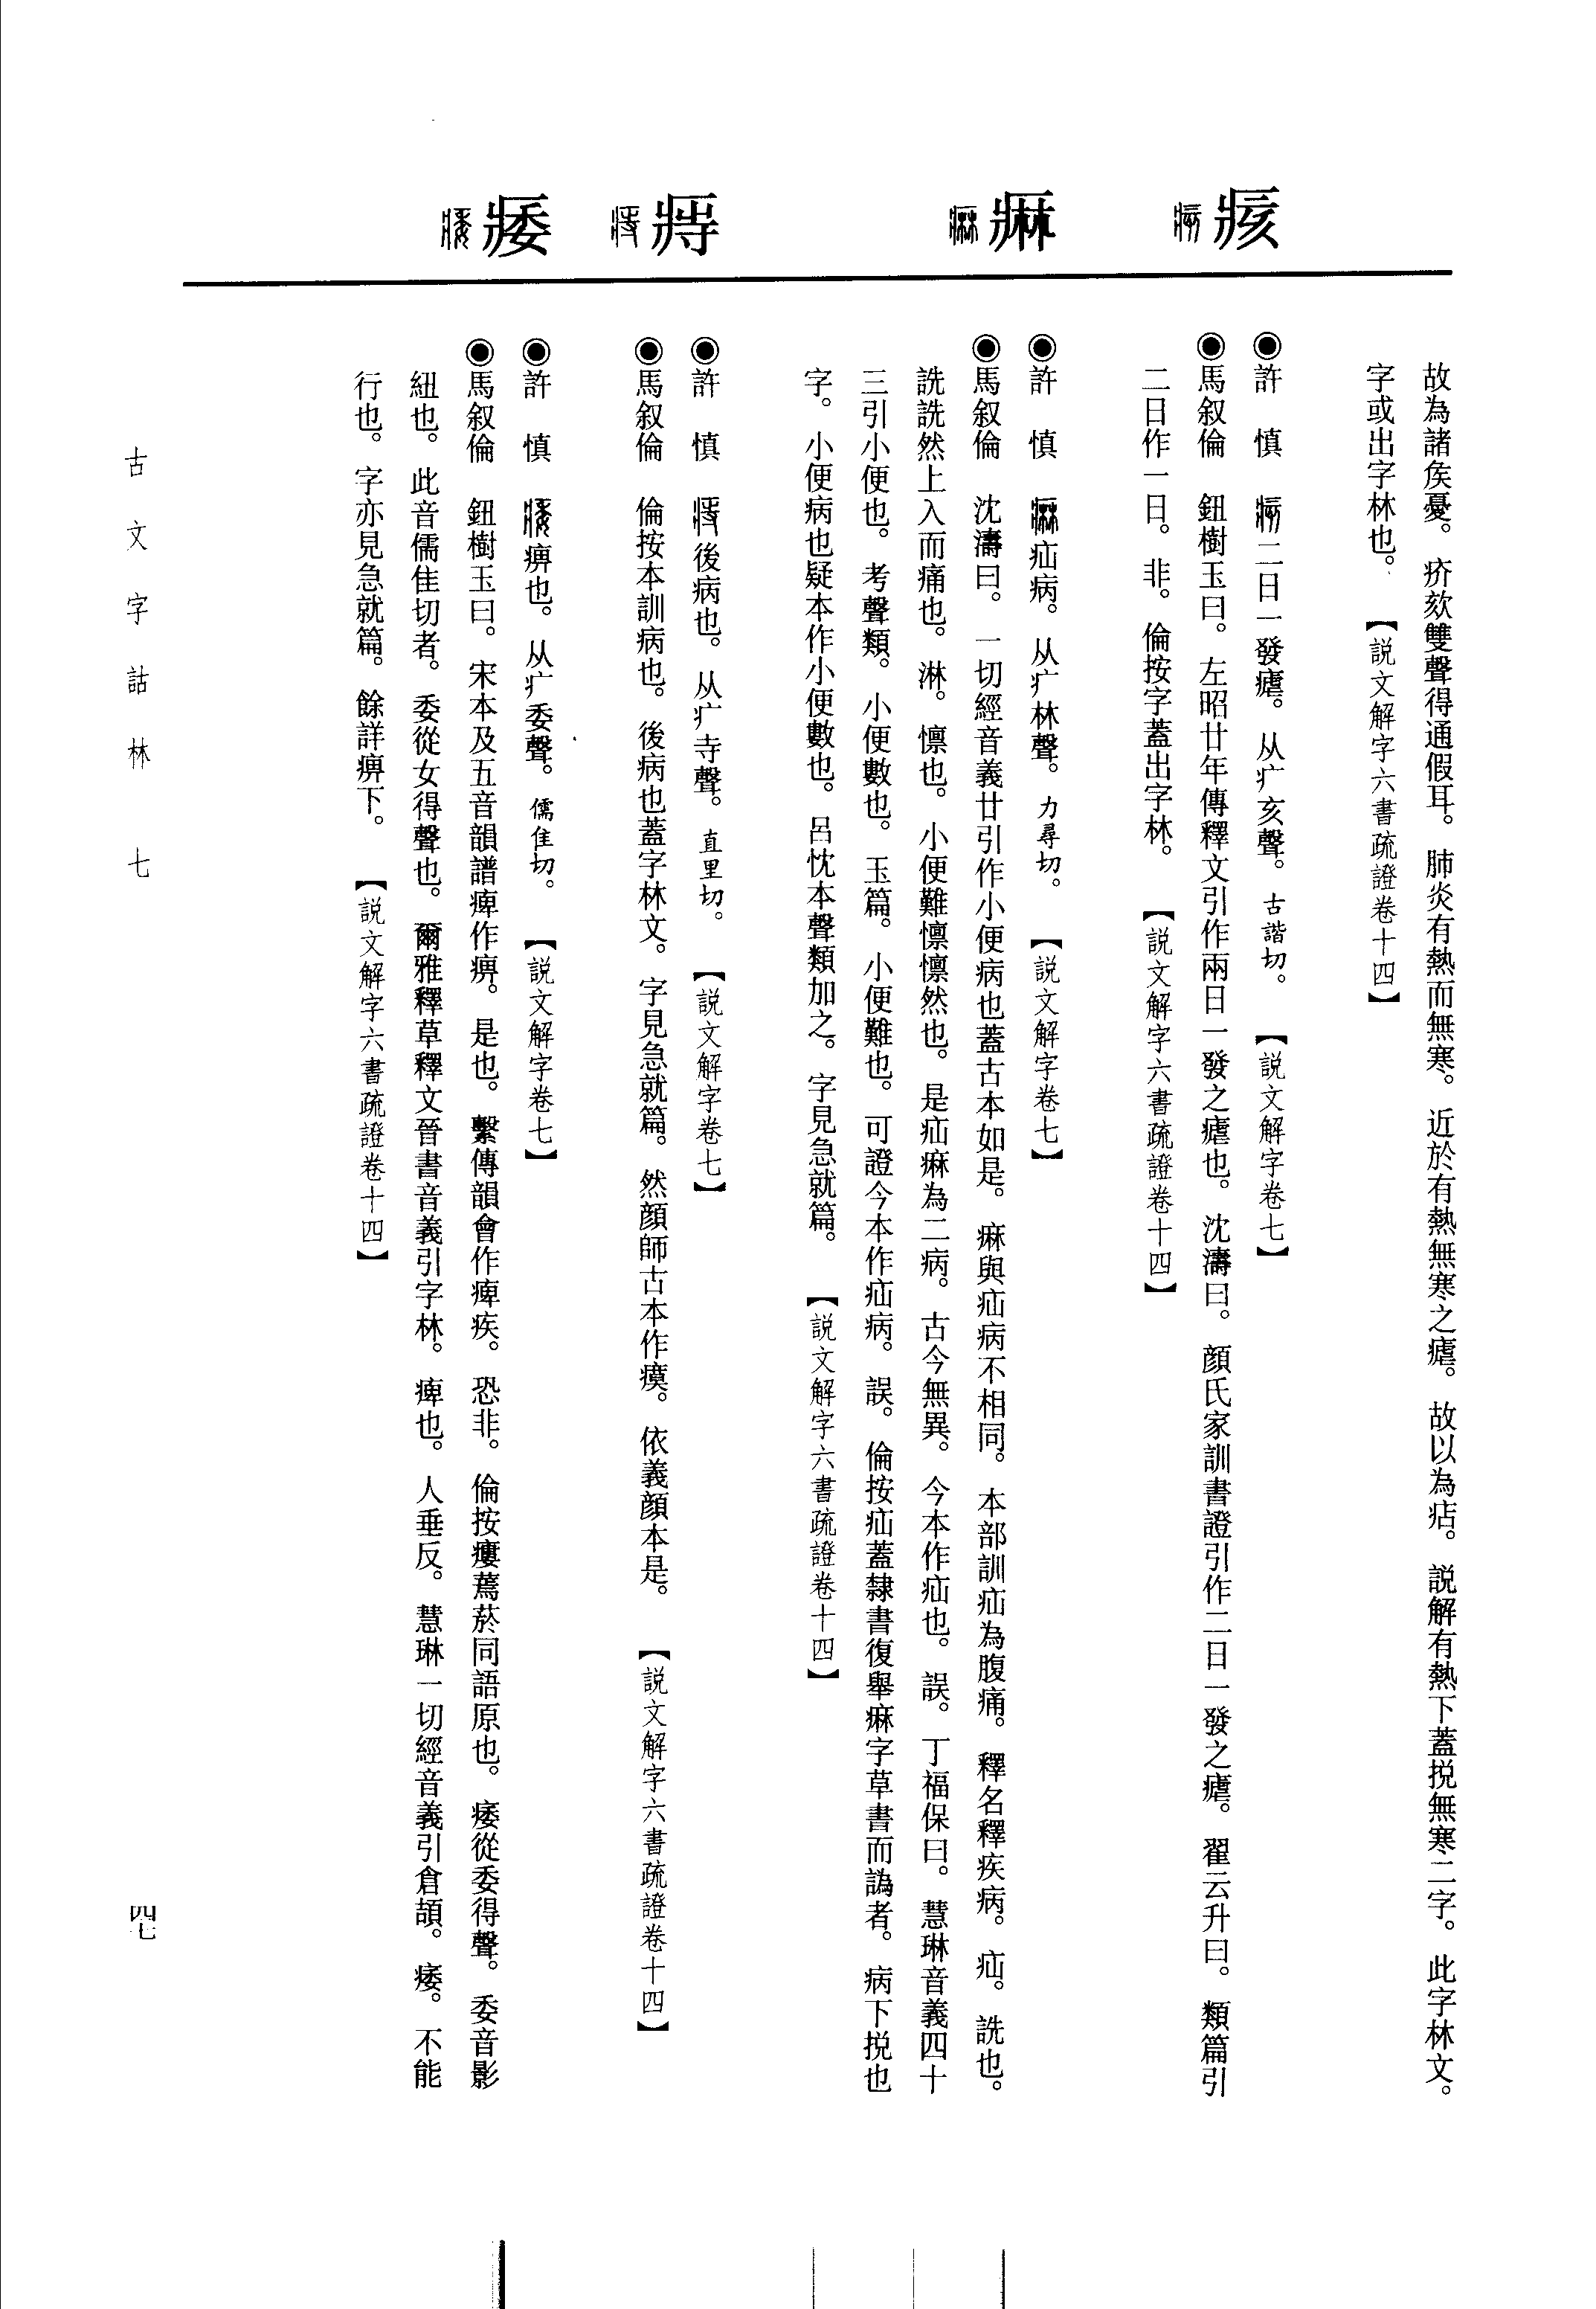 痎
痳
痔
痿
故為諸矦憂。疥欬雙聲得通假耳。肺炎有熱而無寒。近於有熱無寒之瘧。故以為痁。説解有熱下蓋挩無寒二字。此字林文。
字或出字林也。【説文解字六書疏證卷十四】
◉許 慎 二日一發瘧。从疒亥聲。古諧切。【説文解字卷七】
◉馬叙倫 鈕樹玉曰。左昭廿年傳釋文引作兩日一發之瘧也。沈濤曰。顔氏家訓書證引作二日一發之瘧。翟云升曰。類篇引
二日作一日。非。倫按字蓋出字林。【説文解字六書疏證卷十四】
◉許 慎 疝病。从疒林聲。力尋切。【説文解字卷七】
◉馬叙倫 沈濤曰。一切經音義廿引作小便病也蓋古本如是。痳與疝病不相同。本部訓疝為腹痛。釋名釋疾病。疝。詵也。
詵詵然上入而痛也。淋。懍也。小便難懍懍然也。是疝痳為二病。古今無異。今本作疝也。誤。丁福保曰。慧琳音義四十
三引小便也。考聲類。小便數也。玉篇。小便難也。可證今本作疝病。誤。倫按疝蓋隸書復舉痳字草書而譌者。病下挩也
字。小便病也疑本作小便數也。呂忱本聲類加之。字見急就篇。【説文解字六書疏證卷十四】
◉許 慎 後病也。从疒寺聲。直里切。【説文解字卷七】
◉馬叙倫 倫按本訓病也。後病也蓋字林文。字見急就篇。然顔師古本作瘼。依義顔本是。【説文解字六書疏證卷十四】
◉許 慎 痹也。从疒委聲。儒隹切。【説文解字卷七】
◉馬叙倫 鈕樹玉曰。宋本及五音韻譜痺作痹。是也。繫傳韻會作痺疾。恐非。倫按㾤蔫菸同語原也。痿從委得聲。委音影
紐也。此音儒隹切者。委從女得聲也。爾雅釋草釋文晉書音義引字林。痺也。人垂反。慧琳一切經音義引倉頡。痿。不能
行也。字亦見急就篇。餘詳痹下。【説文解字六書疏證卷十四】
古文字詁林 七
四七